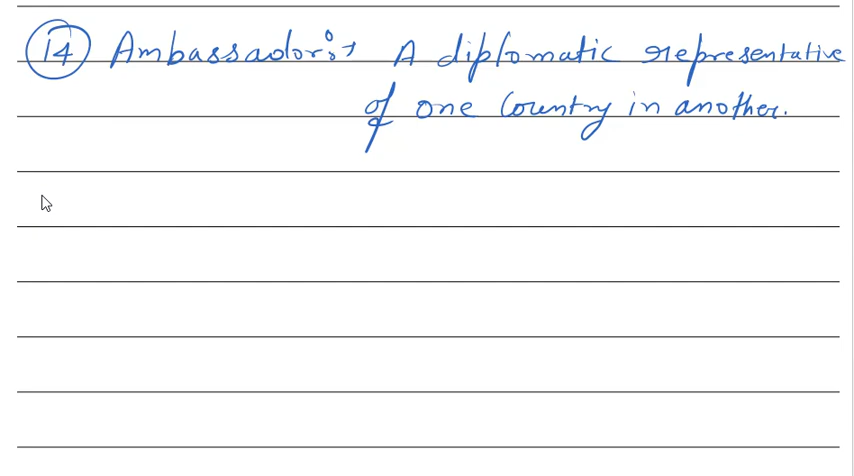 14 Ambassador:→ A diplomatic representative
of one Country in another.